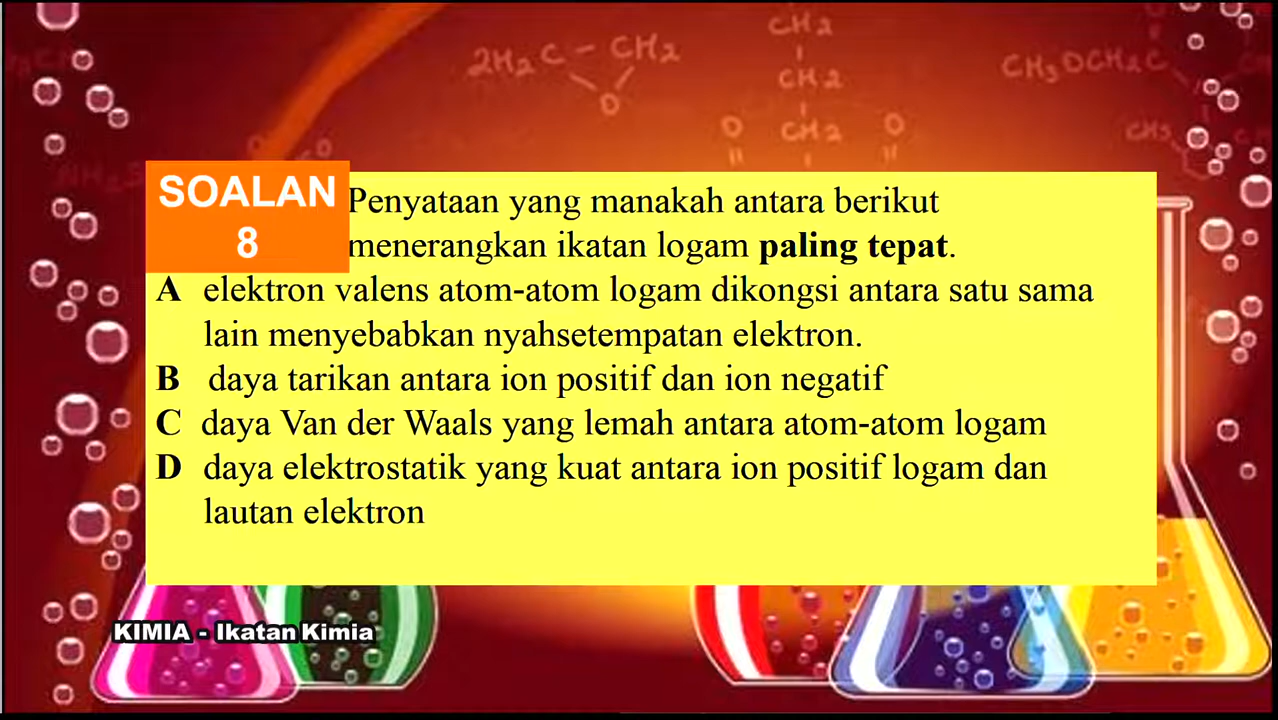 2H₂C - CH₂
O
CH₂
CH₂
CH₂
O
O
CH₃OCH₂C
CH₃
SOALAN
8
Penyataan yang manakah antara berikut
menerangkan ikatan logam paling tepat.
A elektron valens atom-atom logam dikongsi antara satu sama
lain menyebabkan nyahsetempatan elektron.
B daya tarikan antara ion positif dan ion negatif
C daya Van der Waals yang lemah antara atom-atom logam
D daya elektrostatik yang kuat antara ion positif logam dan
lautan elektron
KIMIA - Ikatan Kimia